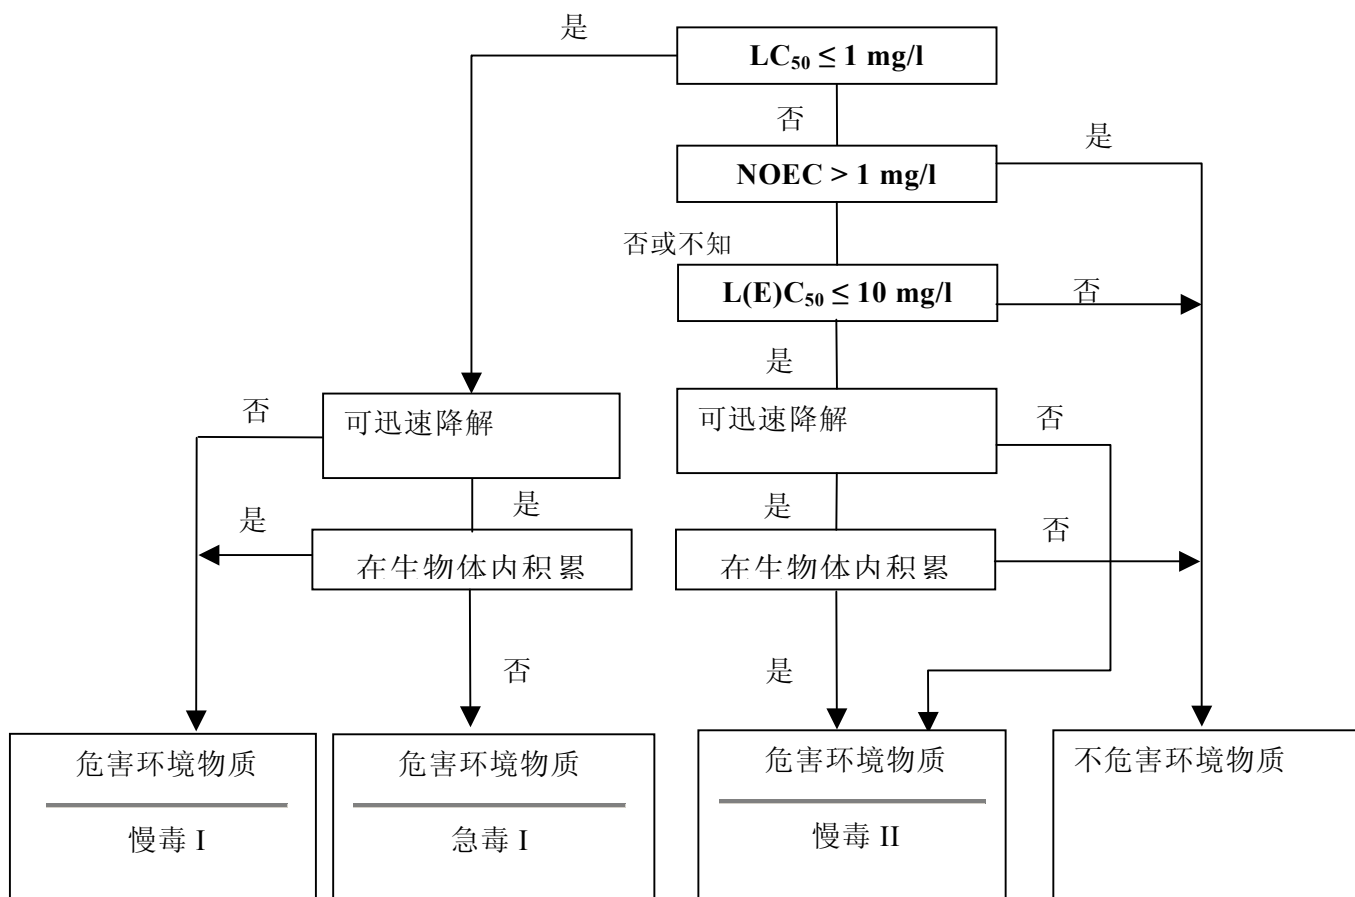 是
LC₅₀ ≤ 1 mg/l
否
是
NOEC > 1 mg/l
否或不知
L(E)C₅₀ ≤ 10 mg/l
否
是
否
可迅速降解
可迅速降解
否
是
是
是
否
在生物体内积累
在生物体内积累
否
是
危害环境物质
慢毒 I
危害环境物质
急毒 I
危害环境物质
慢毒 II
不危害环境物质